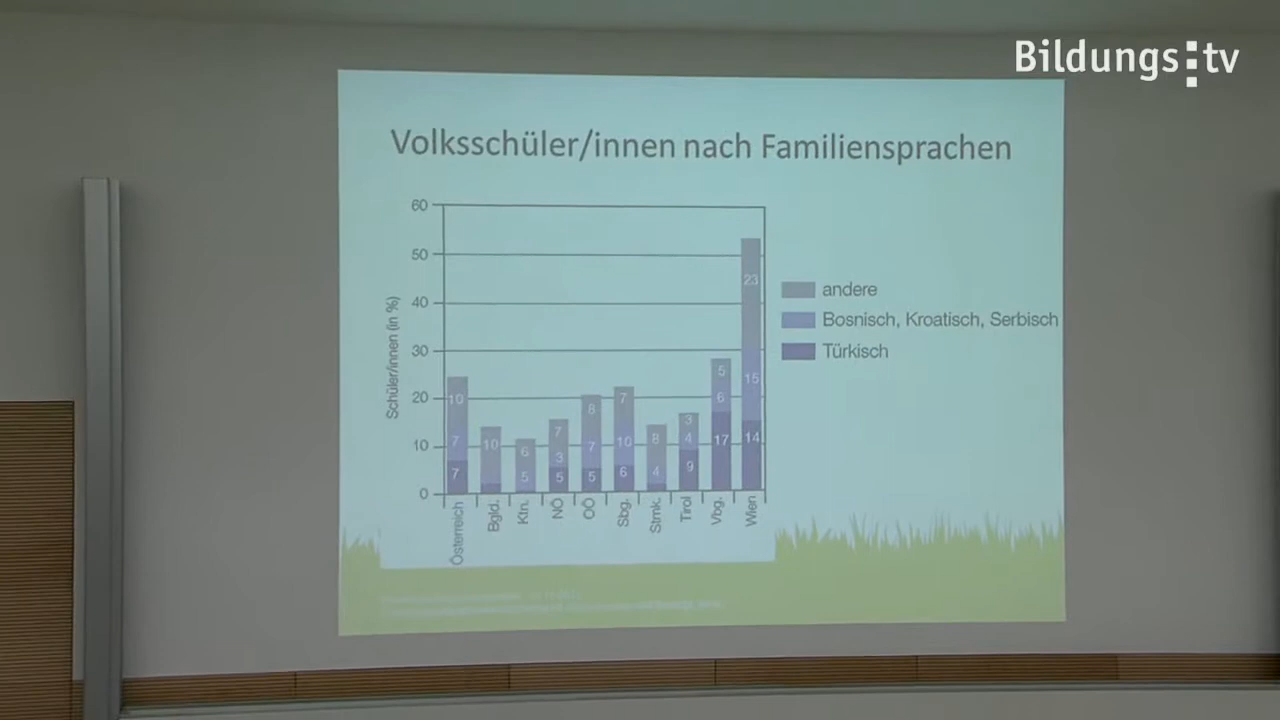 Bildungs:tv
Volksschüler/innen nach Familiensprachen
Schüler/innen (in %)
60
50
40
30
20
10
0
10
7
7
10
6
5
7
3
5
8
7
5
7
10
6
8
4
3
4
9
5
6
17
23
15
14
Österreich
Bgld.
Ktn.
NÖ
OÖ
Sbg.
Stmk.
Tirol
Vbg.
Wien
andere
Bosnisch, Kroatisch, Serbisch
Türkisch